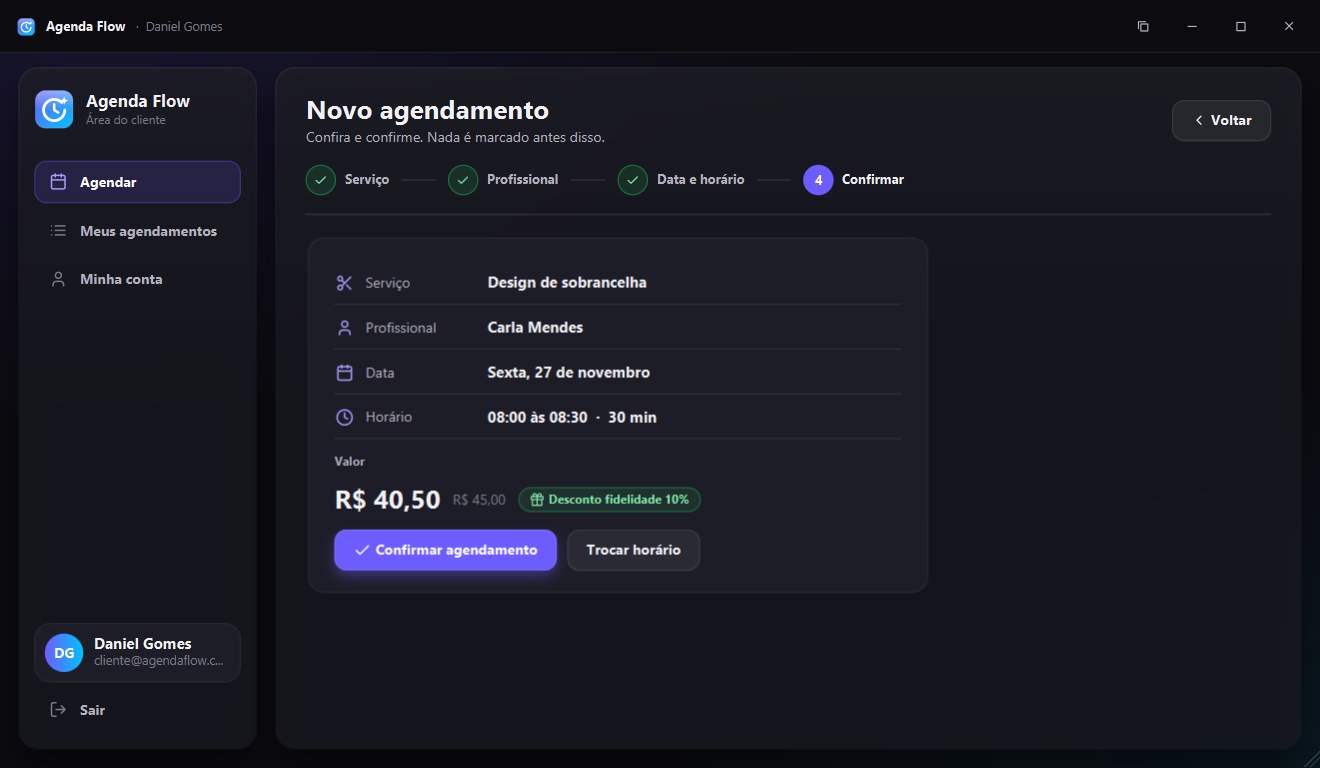 Agenda Flow · Daniel Gomes
Agenda Flow
Área do cliente
Agendar
Meus agendamentos
Minha conta
Daniel Gomes
DG
cliente@agendaflow.c...
Sair
Novo agendamento
Confira e confirme. Nada é marcado antes disso.
Voltar
Serviço Profissional Data e horário 4 Confirmar
Serviço Design de sobrancelha
Profissional Carla Mendes
Data Sexta, 27 de novembro
Horário 08:00 às 08:30 · 30 min
Valor
R$ 40,50 R$ 45,00 Desconto fidelidade 10%
Confirmar agendamento Trocar horário